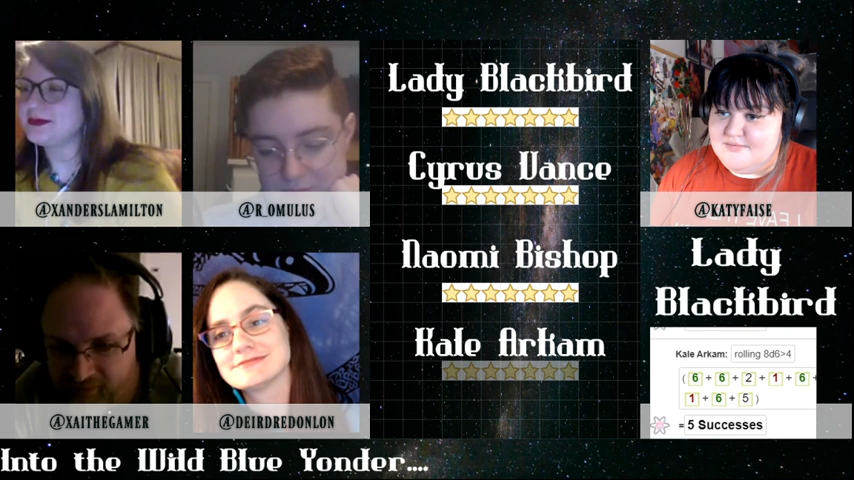 Lady Blackbird
Cyrus Vance
Naomi Bishop
Kale Arkam
@XANDERSLAMILTON
@R_OMULUS
@XAITHEGAMER
@DEIRDREDONLON
@KATYFAISE
Lady
Blackbird
Kale Arkam: rolling 8d6>4
( 6 + 6 + 2 + 1 + 6 +
1 + 6 + 5 )
= 5 Successes
Into the Wild Blue Yonder....